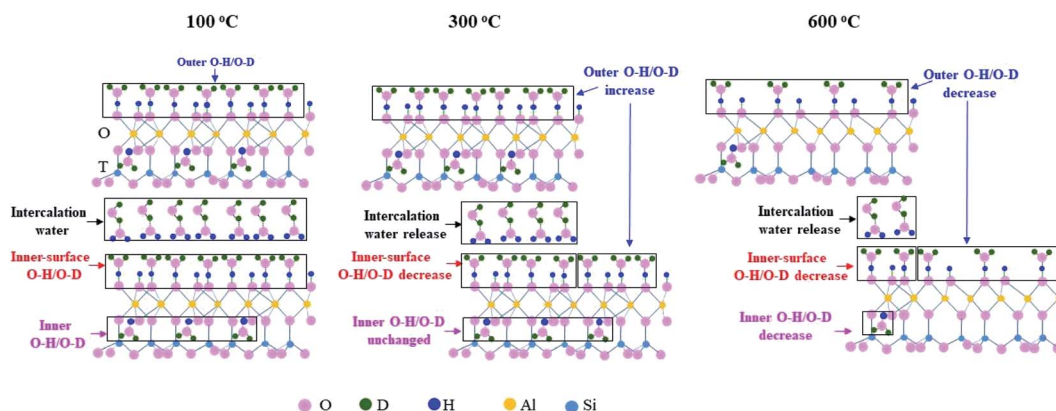 100 °C
300 °C
600 °C
Outer O-H/O-D
O
T
Intercalation
water
Inner-surface
O-H/O-D
Inner
O-H/O-D
Outer O-H/O-D
increase
Intercalation
water release
Inner-surface
O-H/O-D decrease
Inner O-H/O-D
unchanged
Outer O-H/O-D
decrease
Intercalation
water release
Inner-surface
O-H/O-D decrease
Inner O-H/O-D
decrease
O D H Al Si